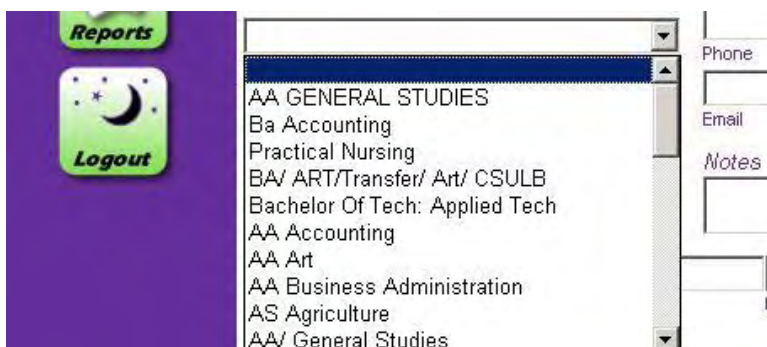 Reports
Logout
AA GENERAL STUDIES
Ba Accounting
Practical Nursing
BA/ ART/Transfer/ Art/ CSULB
Bachelor Of Tech: Applied Tech
AA Accounting
AA Art
AA Business Administration
AS Agriculture
AA/ General Studies
Phone
Email
Notes